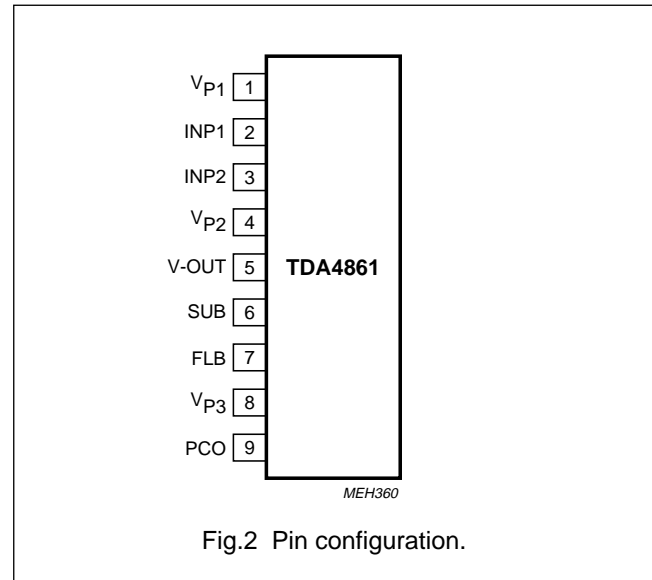 VP1 1
INP1 2
INP2 3
VP2 4
V-OUT 5 TDA4861
SUB 6
FLB 7
VP3 8
PCO 9
MEH360
Fig.2 Pin configuration.